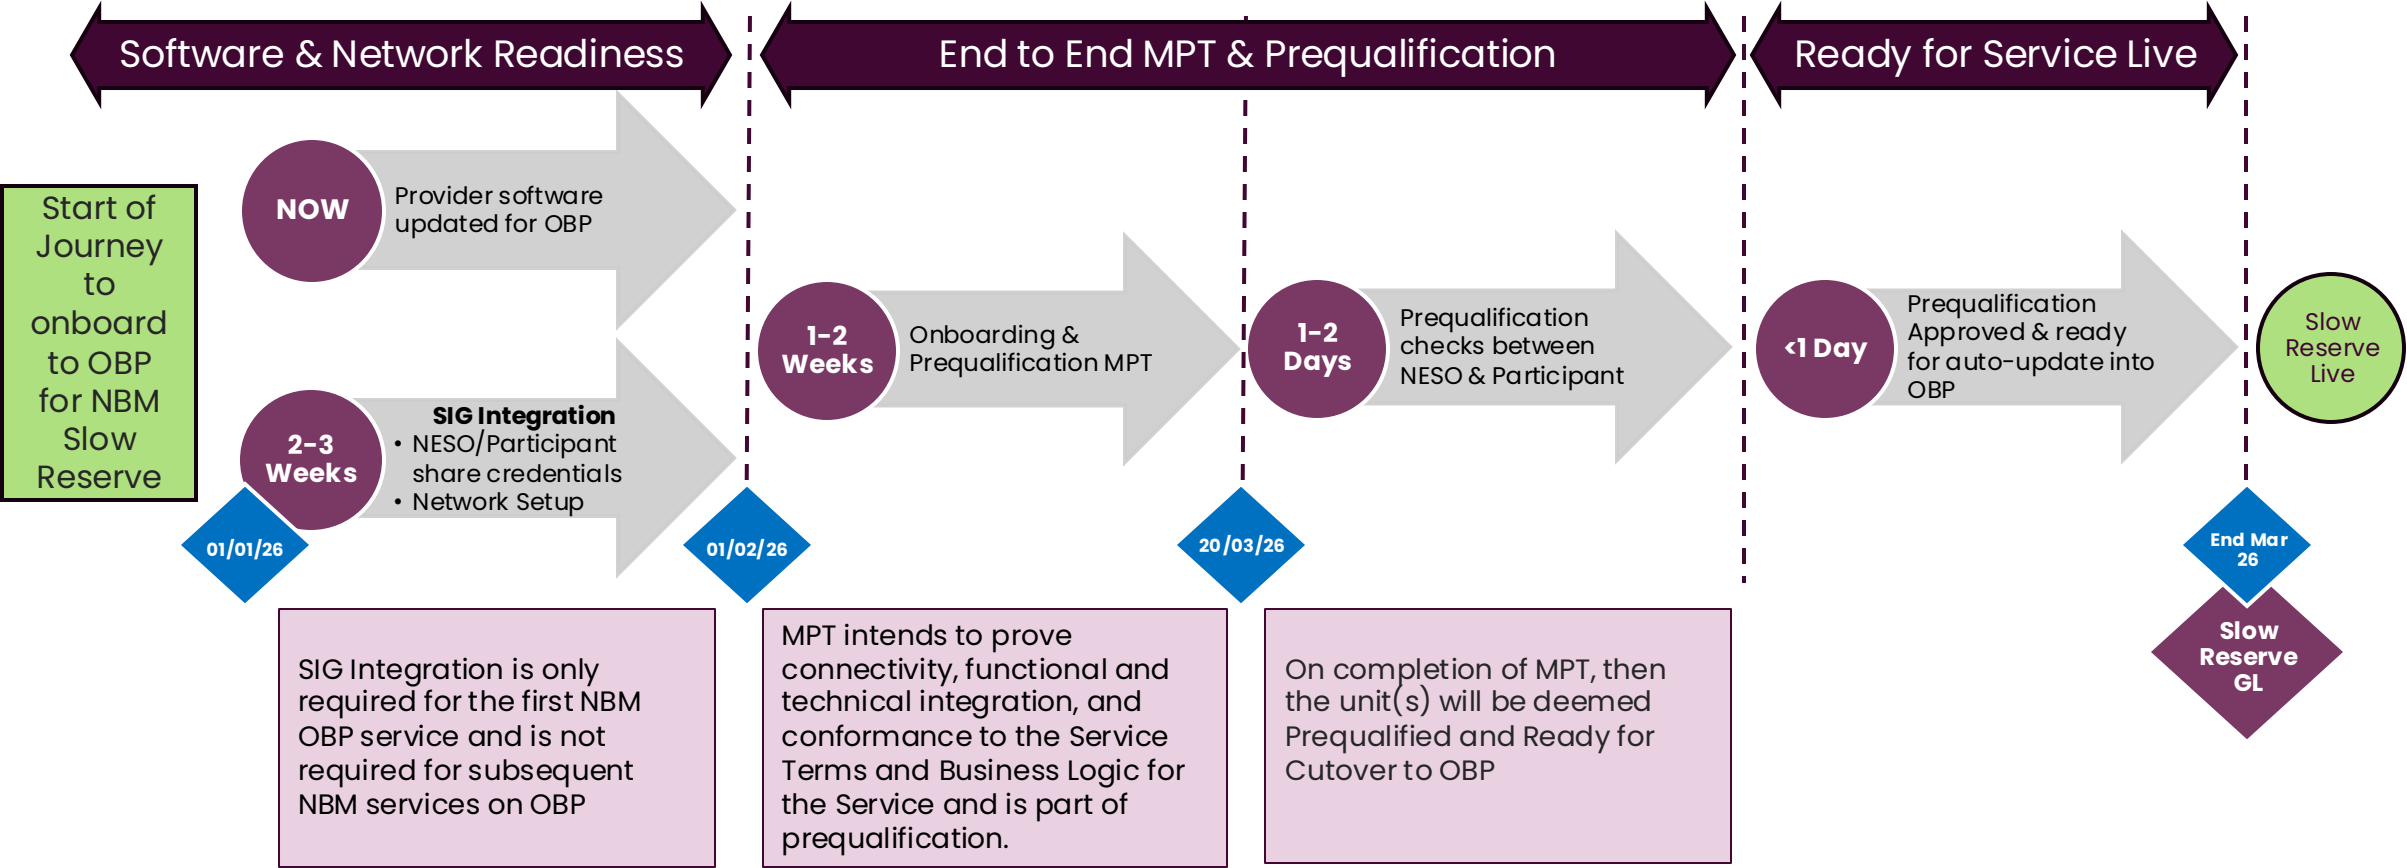 Software & Network Readiness
End to End MPT & Prequalification
Ready for Service Live
Start of
Journey
to
onboard
to OBP
for NBM
Slow
Reserve
NOW
Provider software
updated for OBP
2-3
Weeks
SIG Integration
• NESO/Participant
share credentials
• Network Setup
1-2
Weeks
Onboarding &
Prequalification MPT
1-2
Days
Prequalification
checks between
NESO & Participant
<1 Day
Prequalification
Approved & ready
for auto-update into
OBP
Slow
Reserve
Live
01/01/26
01/02/26
20/03/26
End Mar
26
Slow
Reserve
GL
SIG Integration is only
required for the first NBM
OBP service and is not
required for subsequent
NBM services on OBP
MPT intends to prove
connectivity, functional and
technical integration, and
conformance to the Service
Terms and Business Logic for
the Service and is part of
prequalification.
On completion of MPT, then
the unit(s) will be deemed
Prequalified and Ready for
Cutover to OBP